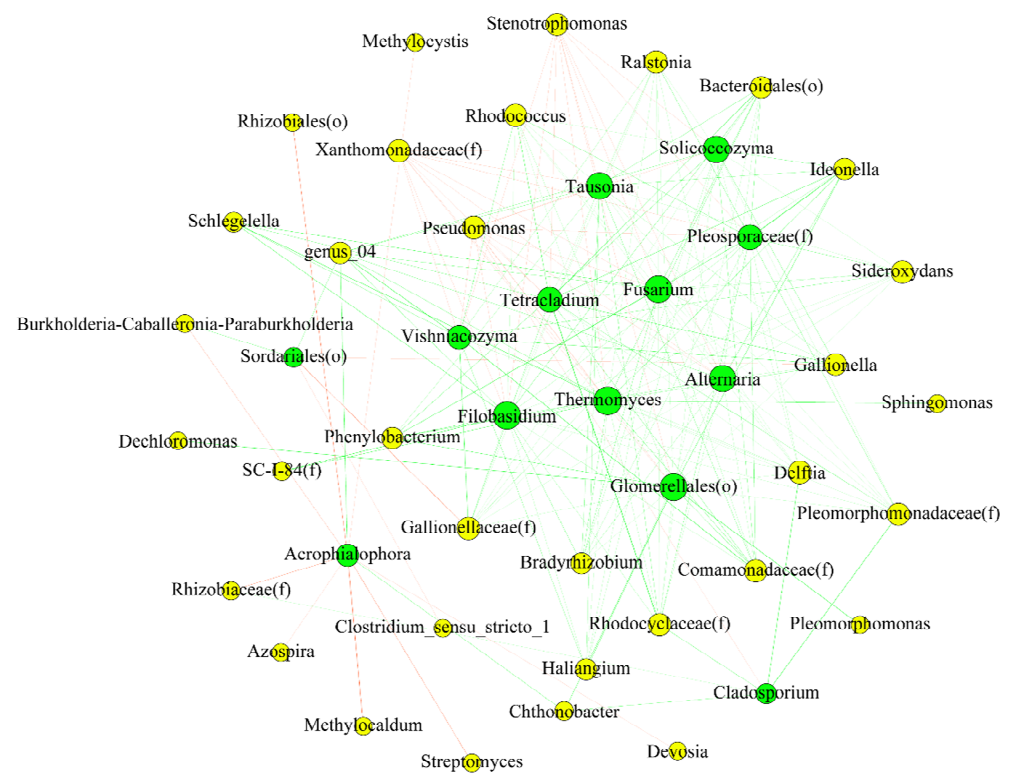 Stenotrophomonas
Methylocystis
Ralstonia
Bacteroidales(o)
Rhodococcus
Rhizobiales(o)
Xanthomonadaceae(f)
Solicoccozyma
Ideonella
Tausonia
Schlegelella
Pseudomonas
Pleosporaceae(f)
genus_04
Sideroxydans
Fusarium
Tetracladium
Burkholderia-Caballeronia-Paraburkholderia
Vishniacozyma
Sordariales(o)
Gallionella
Alternaria
Thermomyces
Sphingomonas
Filobasidium
Dechloromonas
Phenylobacterium
SC-I-84(f)
Delftia
Glomerellales(o)
Pleomorphomonadaceae(f)
Gallionellaceae(f)
Acrophialophora
Bradyrhizobium
Comamonadaceae(f)
Rhizobiaceae(f)
Clostridium_sensu_stricto_1
Rhodocyclaceae(f)
Pleomorphomonas
Azospira
Haliangium
Cladosporium
Chthonobacter
Methylocaldum
Devosia
Streptomyces